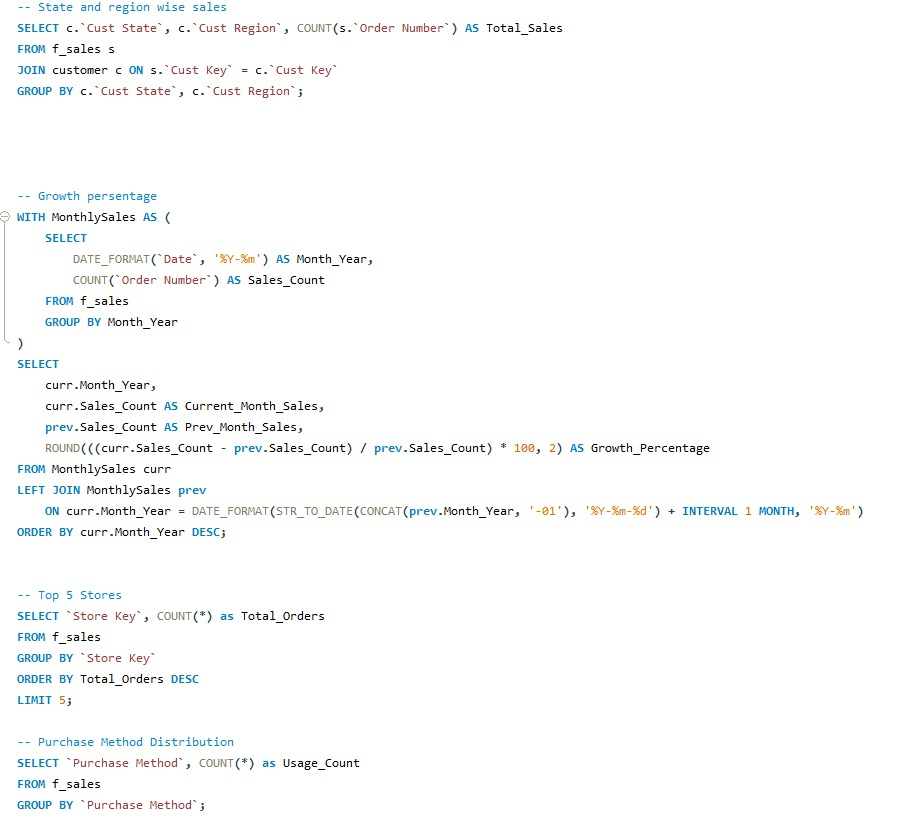 -- State and region wise sales
SELECT c.`Cust State`, c.`Cust Region`, COUNT(s.`Order Number`) AS Total_Sales
FROM f_sales s
JOIN customer c ON s.`Cust Key` = c.`Cust Key`
GROUP BY c.`Cust State`, c.`Cust Region`;
-- Growth persentage
WITH MonthlySales AS (
SELECT
DATE_FORMAT(`Date`, '%Y-%m') AS Month_Year,
COUNT(`Order Number`) AS Sales_Count
FROM f_sales
GROUP BY Month_Year
)
SELECT
curr.Month_Year,
curr.Sales_Count AS Current_Month_Sales,
prev.Sales_Count AS Prev_Month_Sales,
ROUND(((curr.Sales_Count - prev.Sales_Count) / prev.Sales_Count) * 100, 2) AS Growth_Percentage
FROM MonthlySales curr
LEFT JOIN MonthlySales prev
ON curr.Month_Year = DATE_FORMAT(STR_TO_DATE(CONCAT(prev.Month_Year, '-01'), '%Y-%m-%d') + INTERVAL 1 MONTH, '%Y-%m')
ORDER BY curr.Month_Year DESC;
-- Top 5 Stores
SELECT `Store Key`, COUNT(*) as Total_Orders
FROM f_sales
GROUP BY `Store Key`
ORDER BY Total_Orders DESC
LIMIT 5;
-- Purchase Method Distribution
SELECT `Purchase Method`, COUNT(*) as Usage_Count
FROM f_sales
GROUP BY `Purchase Method`;